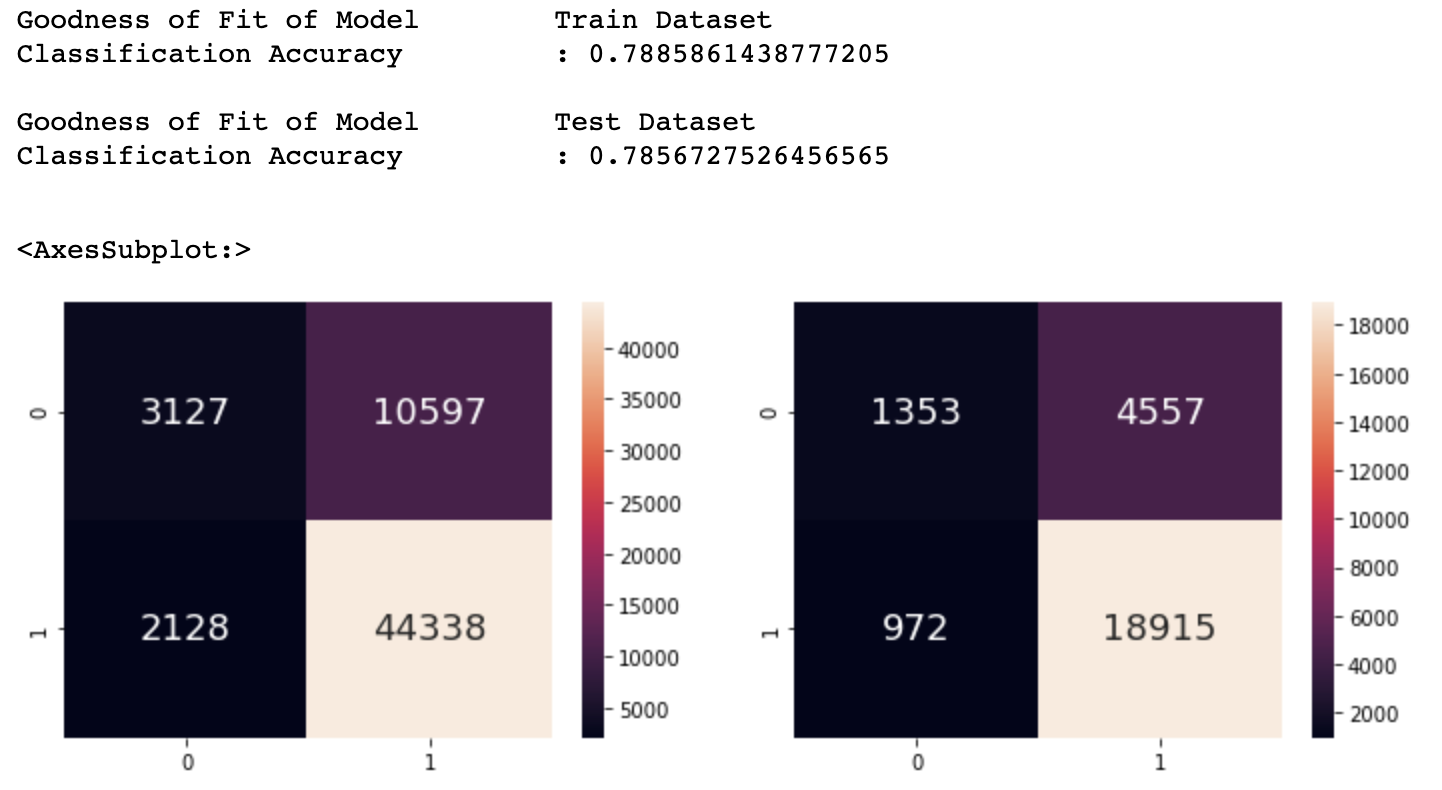 Goodness of Fit of Model        Train Dataset
Classification Accuracy         : 0.7885861438777205
Goodness of Fit of Model        Test Dataset
Classification Accuracy         : 0.7856727526456565
<AxesSubplot:>
0 3127 10597
1 2128 44338
0 1
40000
35000
30000
25000
20000
15000
10000
5000
0 1353 4557
1 972 18915
0 1
18000
16000
14000
12000
10000
8000
6000
4000
2000